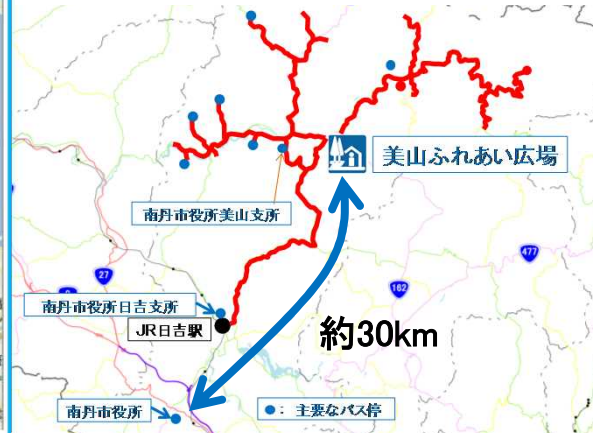 美山ふれあい広場
南丹市役所美山支所
477
27
162
9
南丹市役所日吉支所
JR日吉駅
約30km
南丹市役所
：主要なバス停